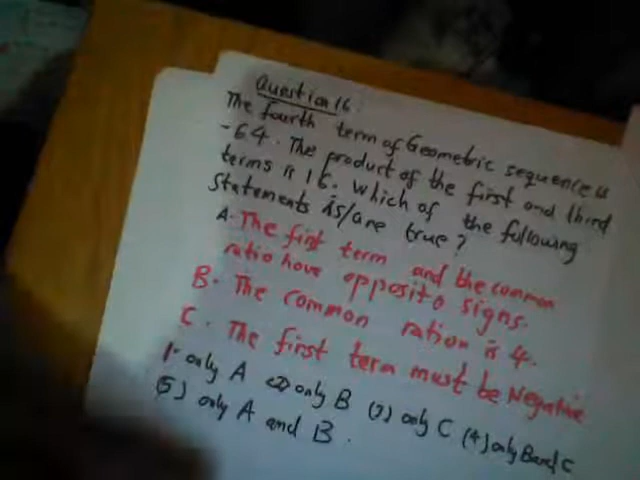 Question 16
The fourth term of Geometric sequence is
-64. The product of the first and third
terms is 16. Which of the following
Statements is/are true?
A. The first term and the common
ratio have opposite signs.
B. The common ration is 4.
C. The first term must be Negative
1. only A (2) only B (3) only C (4) only B and C
(5) only A and B.